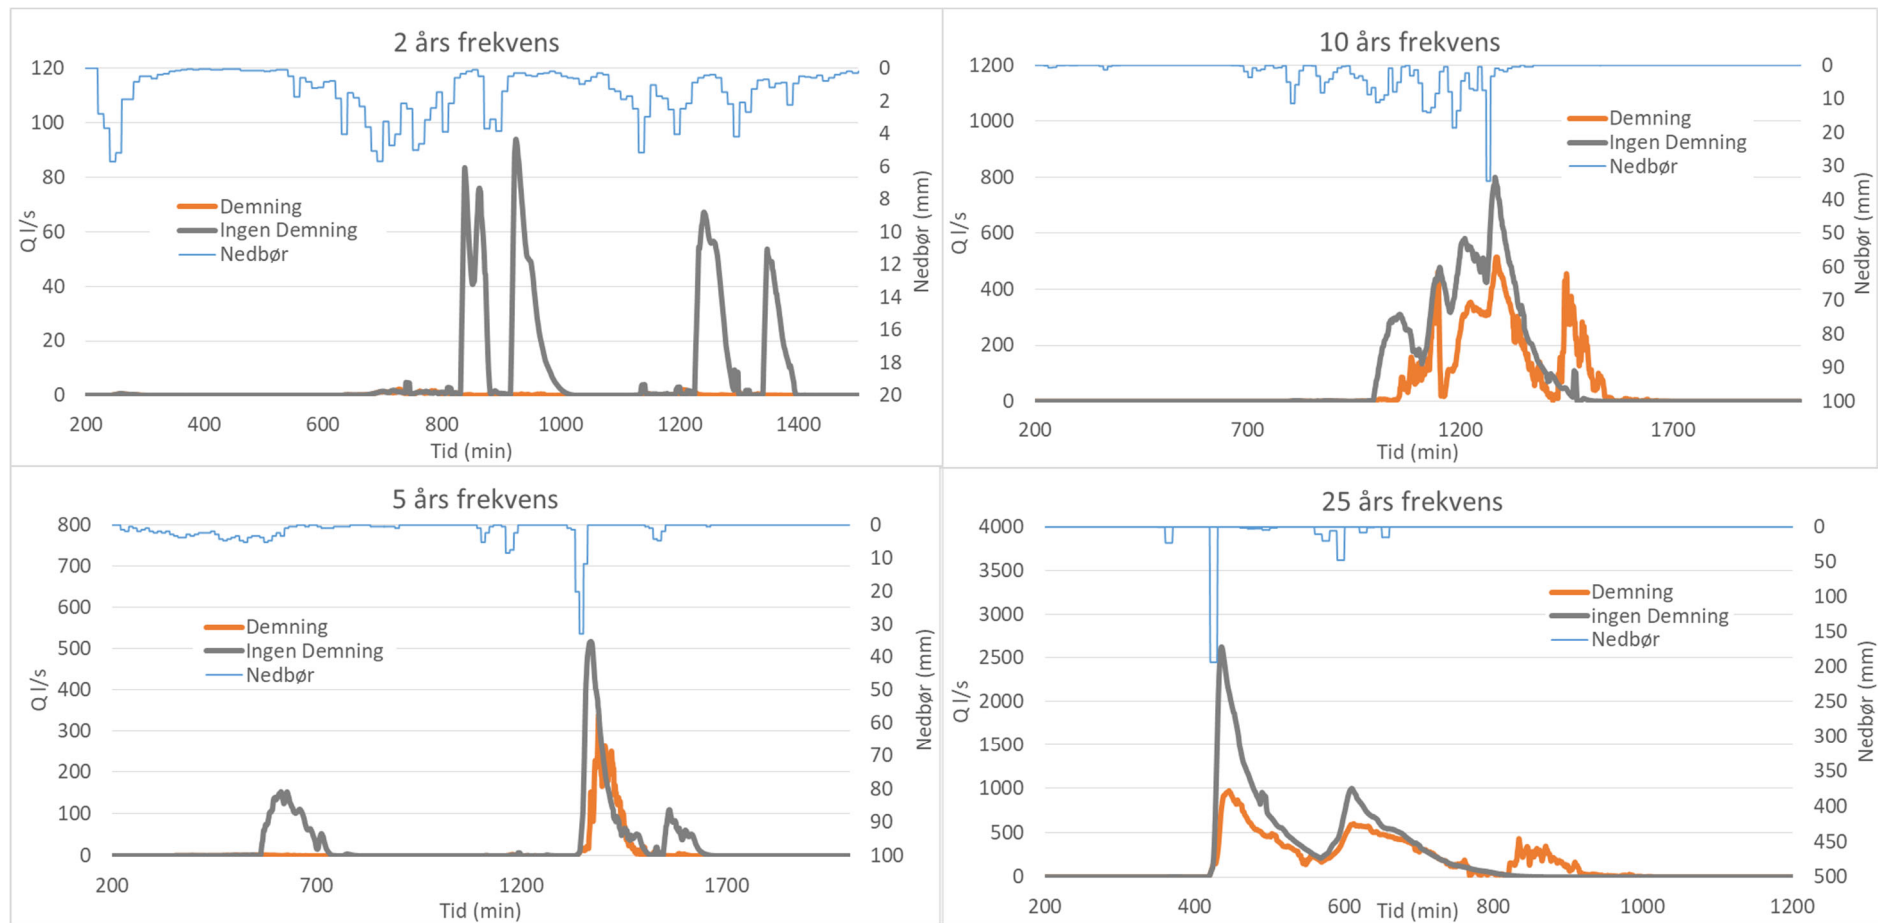 2 års frekvens
120
100
80
60
40
20
0
Q l/s
0
2
4
6
8
10
12
14
16
18
20
Nedbør (mm)
Demning
Ingen Demning
Nedbør
200 400 600 800 1000 1200 1400
Tid (min)
10 års frekvens
1200
1000
800
600
400
200
0
Q l/s
0
10
20
30
40
50
60
70
80
90
100
Nedbør (mm)
Demning
Ingen Demning
Nedbør
200 700 1200 1700
Tid (min)
5 års frekvens
800
700
600
500
400
300
200
100
0
Q l/s
0
10
20
30
40
50
60
70
80
90
100
Nedbør (mm)
Demning
Ingen Demning
Nedbør
200 700 1200 1700
Tid (min)
25 års frekvens
4000
3500
3000
2500
2000
1500
1000
500
0
Q l/s
0
50
100
150
200
250
300
350
400
450
500
Nedbør (mm)
Demning
ingen Demning
Nedbør
200 400 600 800 1000 1200
Tid (min)